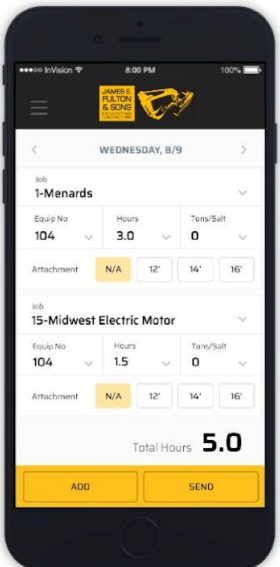 ●●●○○ InVision 8:00 PM 100%
JAMES E.
FULTON
& SONS
EXCAVATING
CONTRACTORS
WEDNESDAY, 8/9
Job
1-Menards
Equip No Hours Tons/Salt
104 3.0 0
Attachment N/A 12' 14' 16'
Job
15-Midwest Electric Motor
Equip No Hours Tons/Salt
104 1.5 0
Attachment N/A 12' 14' 16'
Total Hours 5.0
ADD SEND